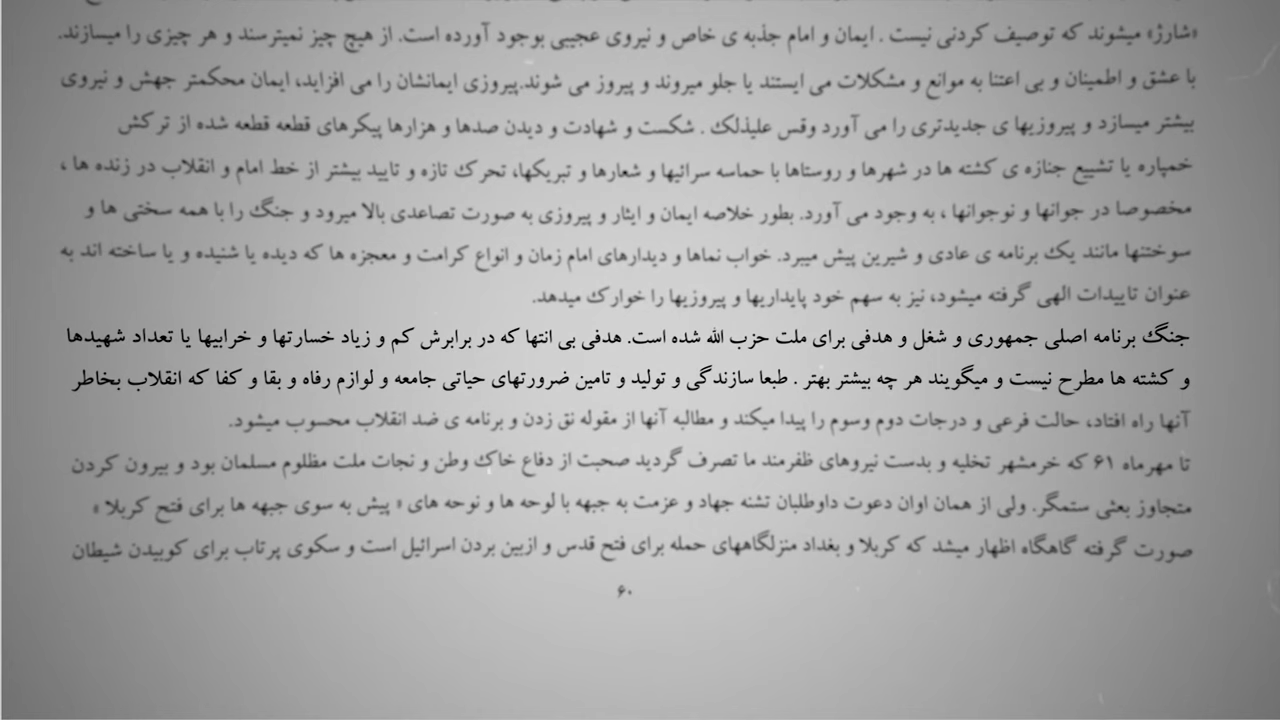 «شارژ» میشوند که توصیف کردنی نیست . ایمان و امام جذبه ی خاص و نیروی عجیبی بوجود آورده است. از هیچ چیز نمیترسند و هر چیزی را میسازند.
با عشق و اطمینان و بی اعتنا به موانع و مشکلات می ایستند یا جلو میروند و پیروز می شوند.پیروزی ایمانشان را می افزاید، ایمان محکمتر جهش و نیروی
بیشتر میسازد و پیروزیها ی جدیدتری را می آورد وقس علیذلک . شکست و شهادت و دیدن صدها و هزارها پیکرهای قطعه قطعه شده از ترکش
خمپاره یا تشییع جنازه ی کشته ها در شهرها و روستاها با حماسه سرائیها و شعارها و تبریکها، تحرک تازه و تایید بیشتر از خط امام و انقلاب در زنده ها ،
مخصوصا در جوانها و نوجوانها ، به وجود می آورد. بطور خلاصه ایمان و ایثار و پیروزی به صورت تصاعدی بالا میرود و جنگ را با همه سختی ها و
سوختنها مانند یک برنامه ی عادی و شیرین پیش میبرد. خواب نماها و دیدارهای امام زمان و انواع کرامت و معجزه ها که دیده یا شنیده و یا ساخته اند به
عنوان تاییدات الهی گرفته میشود، نیز به سهم خود پایداریها و پیروزیها را خوارک میدهد.
جنگ برنامه اصلی جمهوری و شغل و هدفی برای ملت حزب الله شده است. هدفی بی انتها که در برابرش کم و زیاد خسارتها و خرابیها یا تعداد شهیدها
و کشته ها مطرح نیست و میگویند هر چه بیشتر بهتر . طبعا سازندگی و تولید و تامین ضرورتهای حیاتی جامعه و لوازم رفاه و بقا و کفا که انقلاب بخاطر
آنها راه افتاد، حالت فرعی و درجات دوم وسوم را پیدا میکند و مطالبه آنها از مقوله نق زدن و برنامه ی ضد انقلاب محسوب میشود.
تا مهرماه ۶۱ که خرمشهر تخلیه و بدست نیروهای ظفرمند ما تصرف گردید صحبت از دفاع خاک وطن و نجات ملت مظلوم مسلمان بود و بیرون کردن
متجاوز بعثی ستمگر. ولی از همان اوان دعوت داوطلبان تشنه جهاد و عزمت به جبهه با لوحه ها و نوحه های « پیش به سوی جبهه ها برای فتح کربلا »
صورت گرفته گاهگاه اظهار میشد که کربلا و بغداد منزلگاههای حمله برای فتح قدس و ازبین بردن اسرائیل است و سکوی پرتاب برای کوبیدن شیطان
۶۰